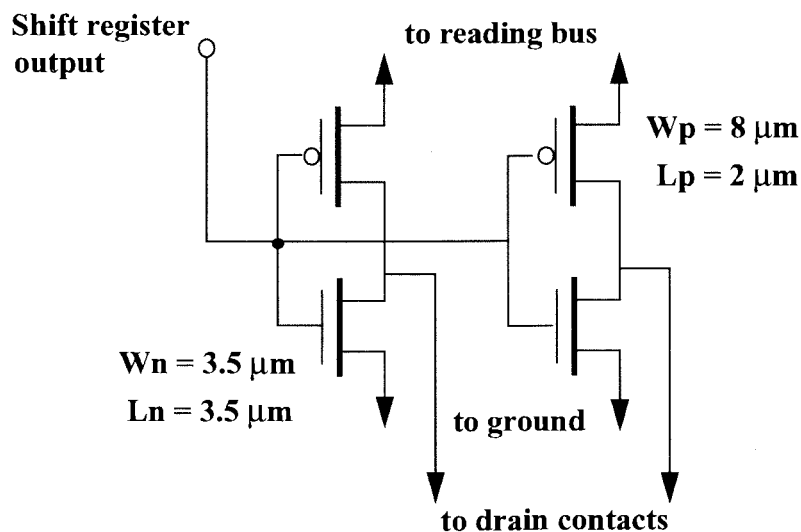 Shift register
output
to reading bus
Wp = 8 μm
Lp = 2 μm
Wn = 3.5 μm
Ln = 3.5 μm
to ground
to drain contacts